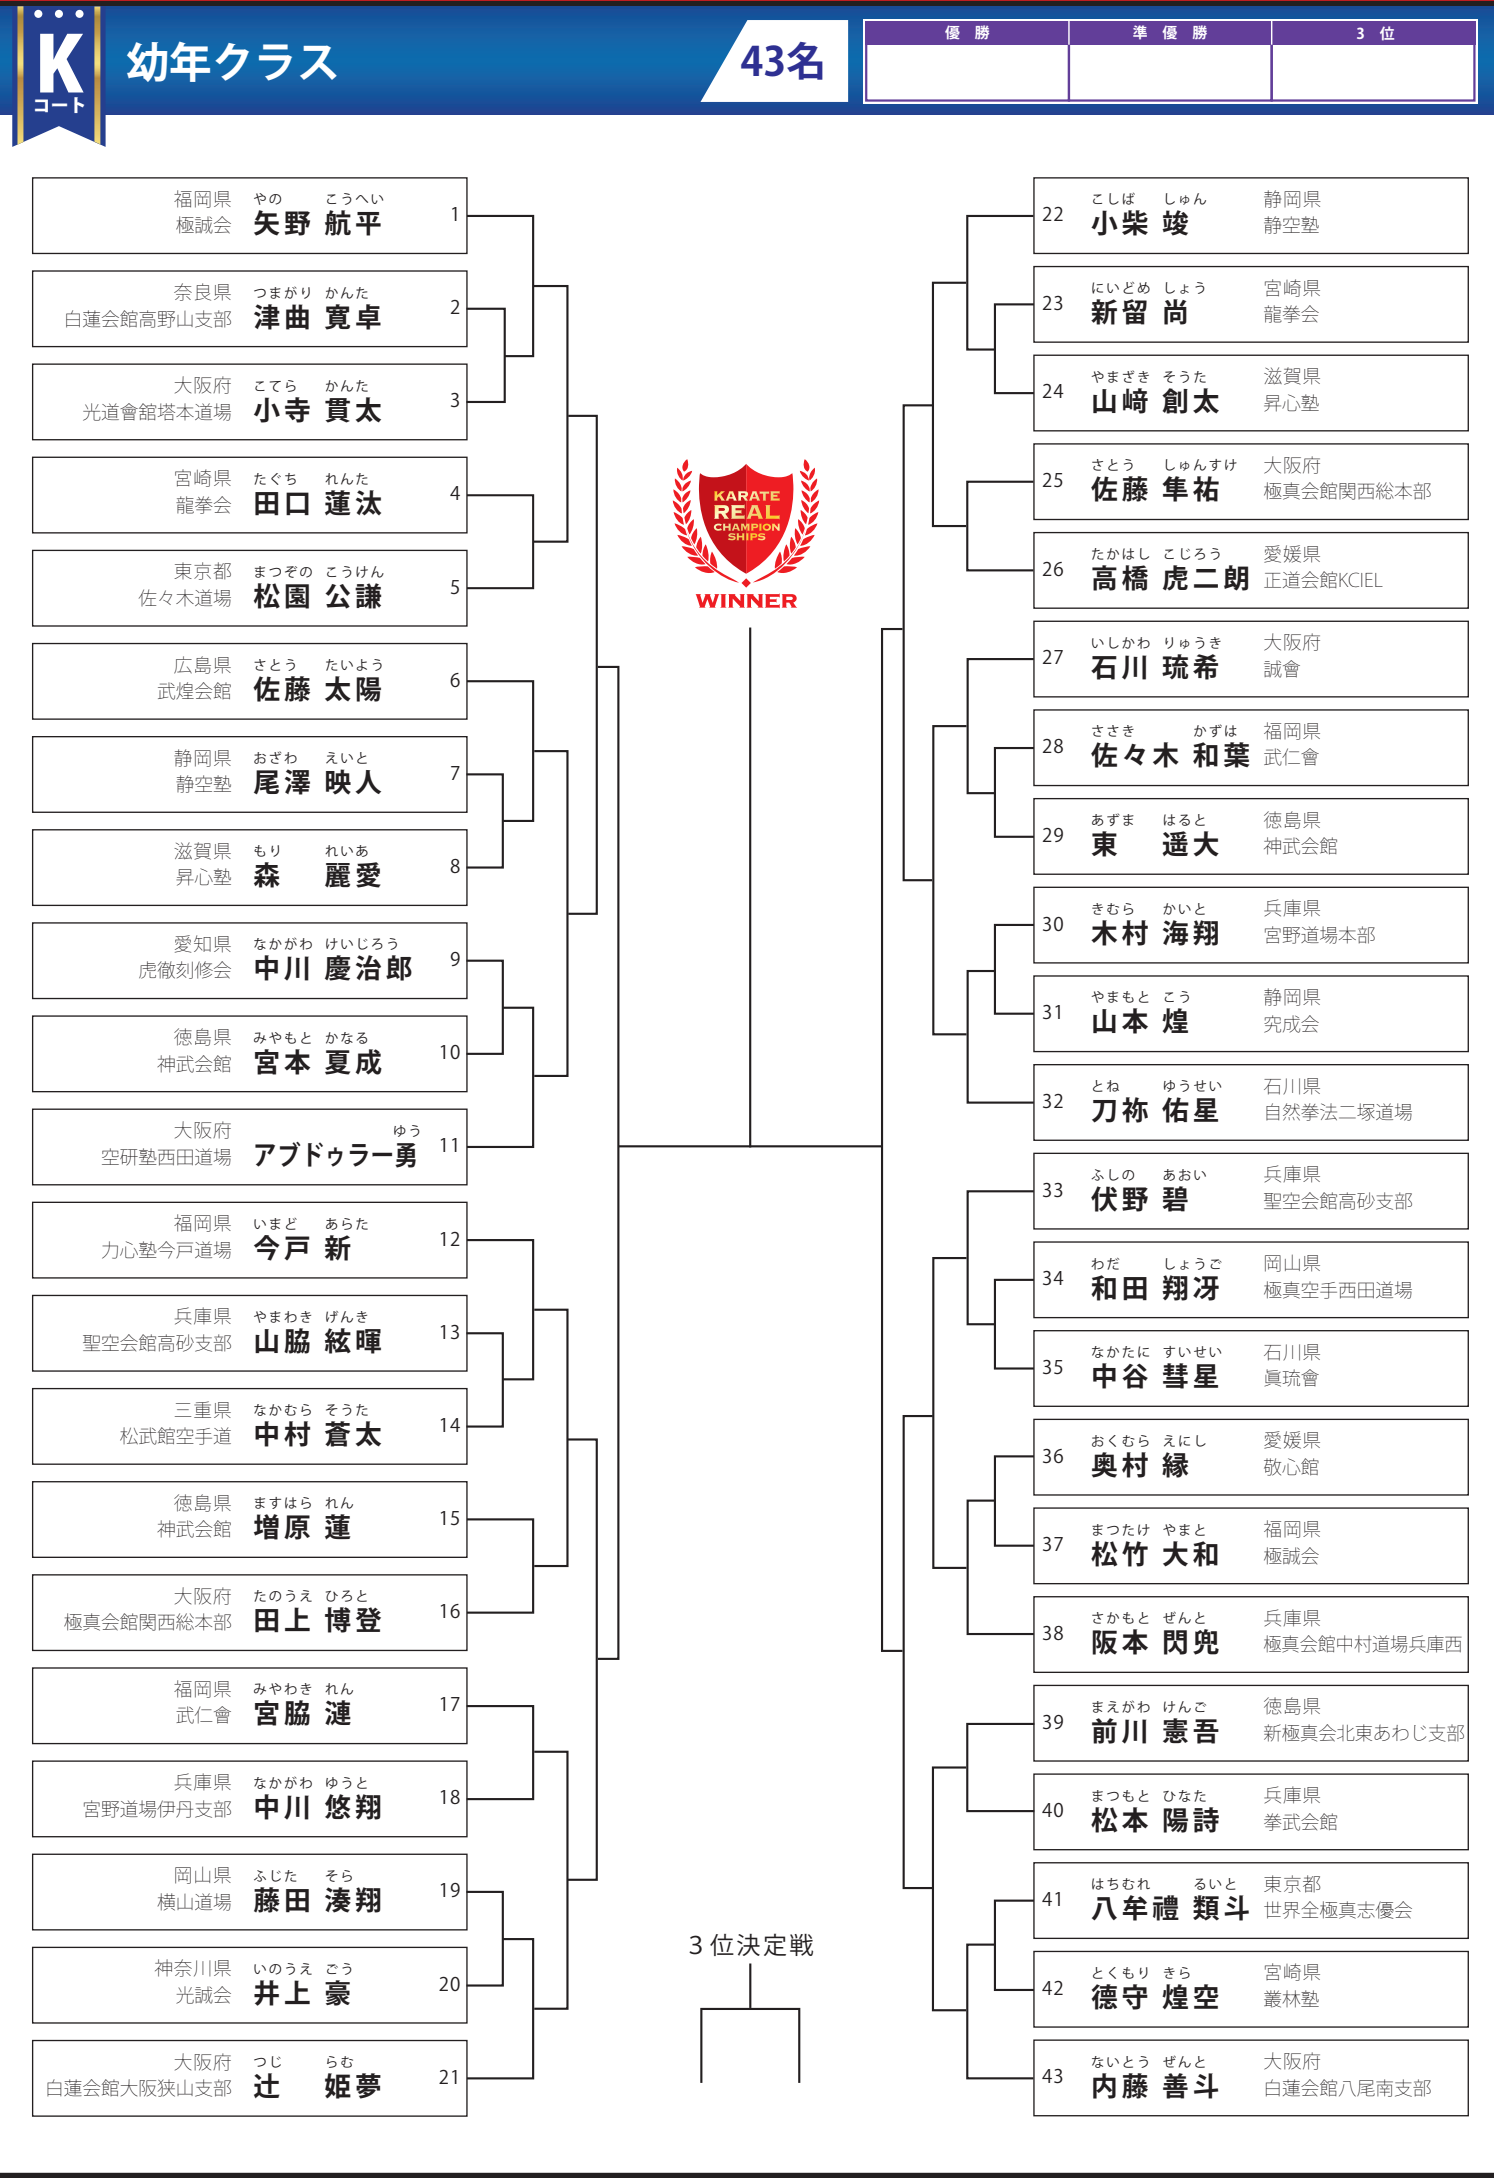 K
コート
幼年クラス
43名
優 勝
準 優 勝
3 位
福岡県 やの こうへい
極誠会 矢野 航平 1
奈良県 つまがり かんた
白蓮会館高野山支部 津曲 寛卓 2
大阪府 こてら かんた
光道會舘塔本道場 小寺 貫太 3
宮崎県 たぐち れんた
龍拳会 田口 蓮汰 4
東京都 まつぞの こうけん
佐々木道場 松園 公謙 5
広島県 さとう たいよう
武煌会館 佐藤 太陽 6
静岡県 おざわ えいと
静空塾 尾澤 映人 7
滋賀県 もり れいあ
昇心塾 森 麗愛 8
愛知県 なかがわ けいじろう
虎徹刻修会 中川 慶治郎 9
徳島県 みやもと かなる
神武会館 宮本 夏成 10
大阪府 ゆう
空研塾西田道場 アブドゥラー勇 11
福岡県 いまど あらた
力心塾今戸道場 今戸 新 12
兵庫県 やまわき げんき
聖空会館高砂支部 山脇 絃暉 13
三重県 なかむら そうた
松武館空手道 中村 蒼太 14
徳島県 ますはら れん
神武会館 増原 蓮 15
大阪府 たのうえ ひろと
極真会館関西総本部 田上 博登 16
福岡県 みやわき れん
武仁會 宮脇 漣 17
兵庫県 なかがわ ゆうと
宮野道場伊丹支部 中川 悠翔 18
岡山県 ふじた そら
横山道場 藤田 湊翔 19
神奈川県 いのうえ ごう
光誠会 井上 豪 20
大阪府 つじ らむ
白蓮会館大阪狭山支部 辻 姫夢 21
KARATE
REAL
CHAMPION
SHIPS
WINNER
3位決定戦
こしば しゅん 静岡県
22 小柴 竣 静空塾
にいどめ しょう 宮崎県
23 新留 尚 龍拳会
やまざき そうた 滋賀県
24 山﨑 創太 昇心塾
さとう しゅんすけ 大阪府
25 佐藤 隼祐 極真会館関西総本部
たかはし こじろう 愛媛県
26 高橋 虎二朗 正道会館KCIEL
いしかわ りゅうき 大阪府
27 石川 琉希 誠會
ささき かずは 福岡県
28 佐々木 和葉 武仁會
あずま はると 徳島県
29 東 遥大 神武会館
きむら かいと 兵庫県
30 木村 海翔 宮野道場本部
やまもと こう 静岡県
31 山本 煌 究成会
とね ゆうせい 石川県
32 刀祢 佑星 自然拳法二塚道場
ふしの あおい 兵庫県
33 伏野 碧 聖空会館高砂支部
わだ しょうご 岡山県
34 和田 翔冴 極真空手西田道場
なかたに すいせい 石川県
35 中谷 彗星 眞琉會
おくむら えにし 愛媛県
36 奥村 縁 敬心館
まつたけ やまと 福岡県
37 松竹 大和 極誠会
さかもと ぜんと 兵庫県
38 阪本 閃兜 極真会館中村道場兵庫西
まえがわ けんご 徳島県
39 前川 憲吾 新極真会北東あわじ支部
まつもと ひなた 兵庫県
40 松本 陽詩 拳武会館
はちむれ るいと 東京都
41 八牟禮 類斗 世界全極真志優会
とくもり きら 宮崎県
42 德守 煌空 叢林塾
ないとう ぜんと 大阪府
43 内藤 善斗 白蓮会館八尾南支部